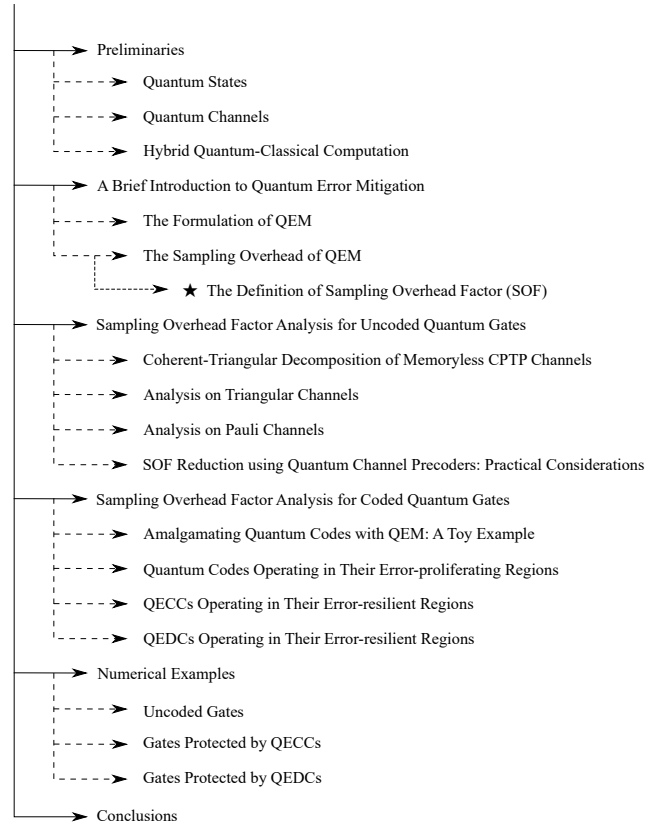 Preliminaries
Quantum States
Quantum Channels
Hybrid Quantum-Classical Computation
A Brief Introduction to Quantum Error Mitigation
The Formulation of QEM
The Sampling Overhead of QEM
★ The Definition of Sampling Overhead Factor (SOF)
Sampling Overhead Factor Analysis for Uncoded Quantum Gates
Coherent-Triangular Decomposition of Memoryless CPTP Channels
Analysis on Triangular Channels
Analysis on Pauli Channels
SOF Reduction using Quantum Channel Precoders: Practical Considerations
Sampling Overhead Factor Analysis for Coded Quantum Gates
Amalgamating Quantum Codes with QEM: A Toy Example
Quantum Codes Operating in Their Error-proliferating Regions
QECCs Operating in Their Error-resilient Regions
QEDCs Operating in Their Error-resilient Regions
Numerical Examples
Uncoded Gates
Gates Protected by QECCs
Gates Protected by QEDCs
Conclusions